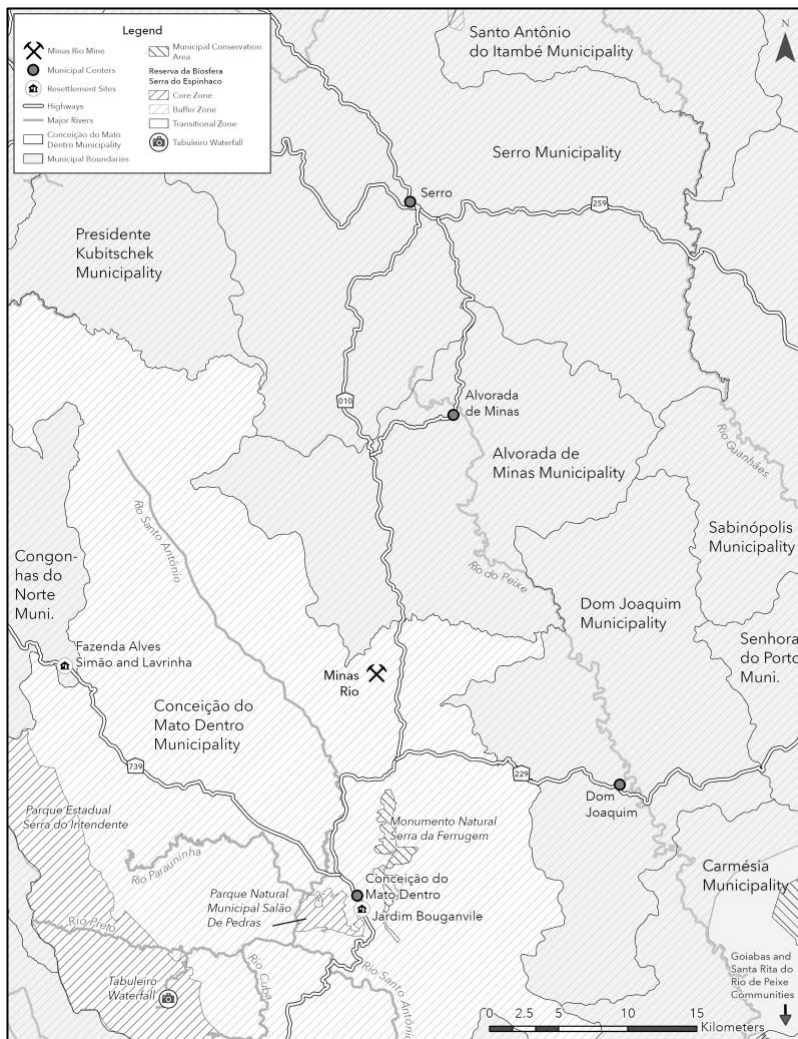 Legend
Minas Rio Mine
Municipal Centers
Resettlement Sites
Highways
Major Rivers
Conceição do Mato
Dentro Municipality
Municipal Boundaries
Municipal Conservation
Area
Reserva da Biosfera
Serra do Espinhaco
Core Zone
Buffer Zone
Transitional Zone
Tabuleiro Waterfall
N
Santo Antônio
do Itambé Municipality
Serro Municipality
Serro
259
Presidente
Kubitschek
Municipality
010
Alvorada
de Minas
Alvorada de
Minas Municipality
Rio Guanhães
Rio Santo Antônio
Sabinópolis
Municipality
Congon-
has do
Norte
Muni.
Rio do Peixe
Dom Joaquim
Municipality
Senhora
do Porto
Muni.
Fazenda Alves
Simão and Lavrinha
Minas
Rio
Conceição do
Mato Dentro
Municipality
739
229
Dom
Joaquim
Parque Estadual
Serra do Intendente
Monumento Natural
Serra da Ferrugem
Rio Parauninha
Conceição do
Mato Dentro
Parque Natural
Municipal Salão
De Pedras
Jardim Bouganvile
Carmésia
Municipality
Rio Preto
Tabuleiro
Waterfall
Rio Cuba
Rio Santo Antônio
Goiabas and
Santa Rita do
Rio de Peixe
Communities
0 2.5 5 10 15
Kilometers